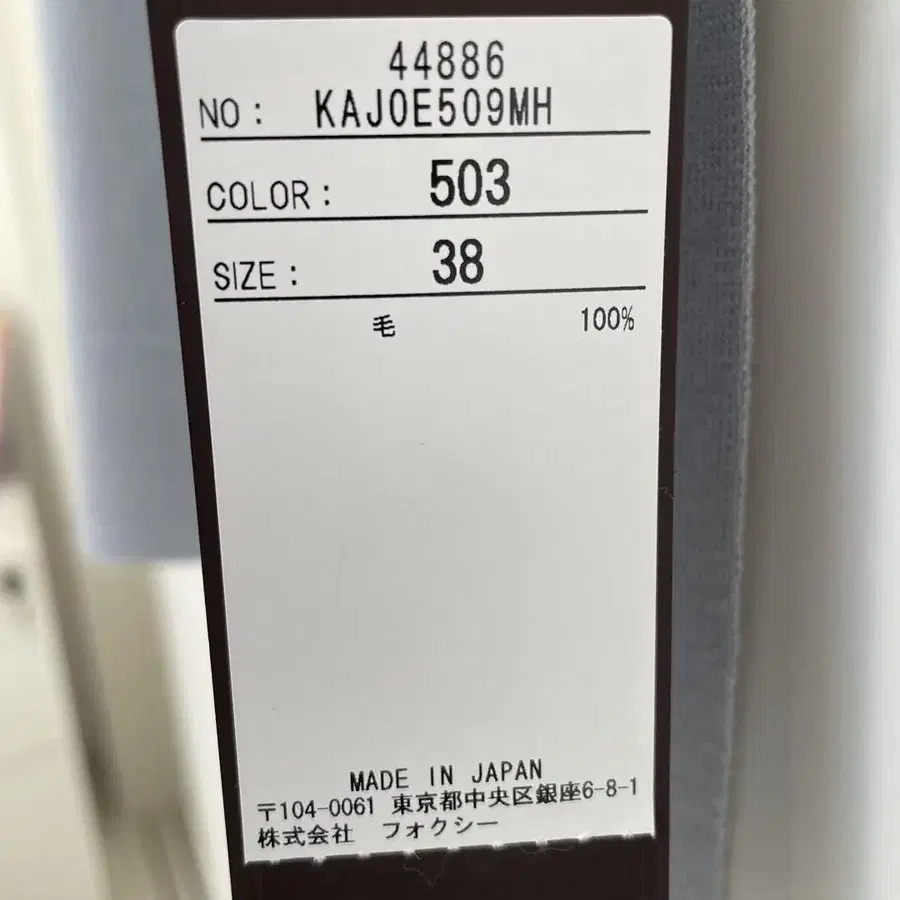 44886
NO: KAJ0E509MH
COLOR: 503
SIZE: 38
毛 100%
MADE IN JAPAN
〒104-0061 東京都中央区銀座6-8-1
株式会社 フォクシー